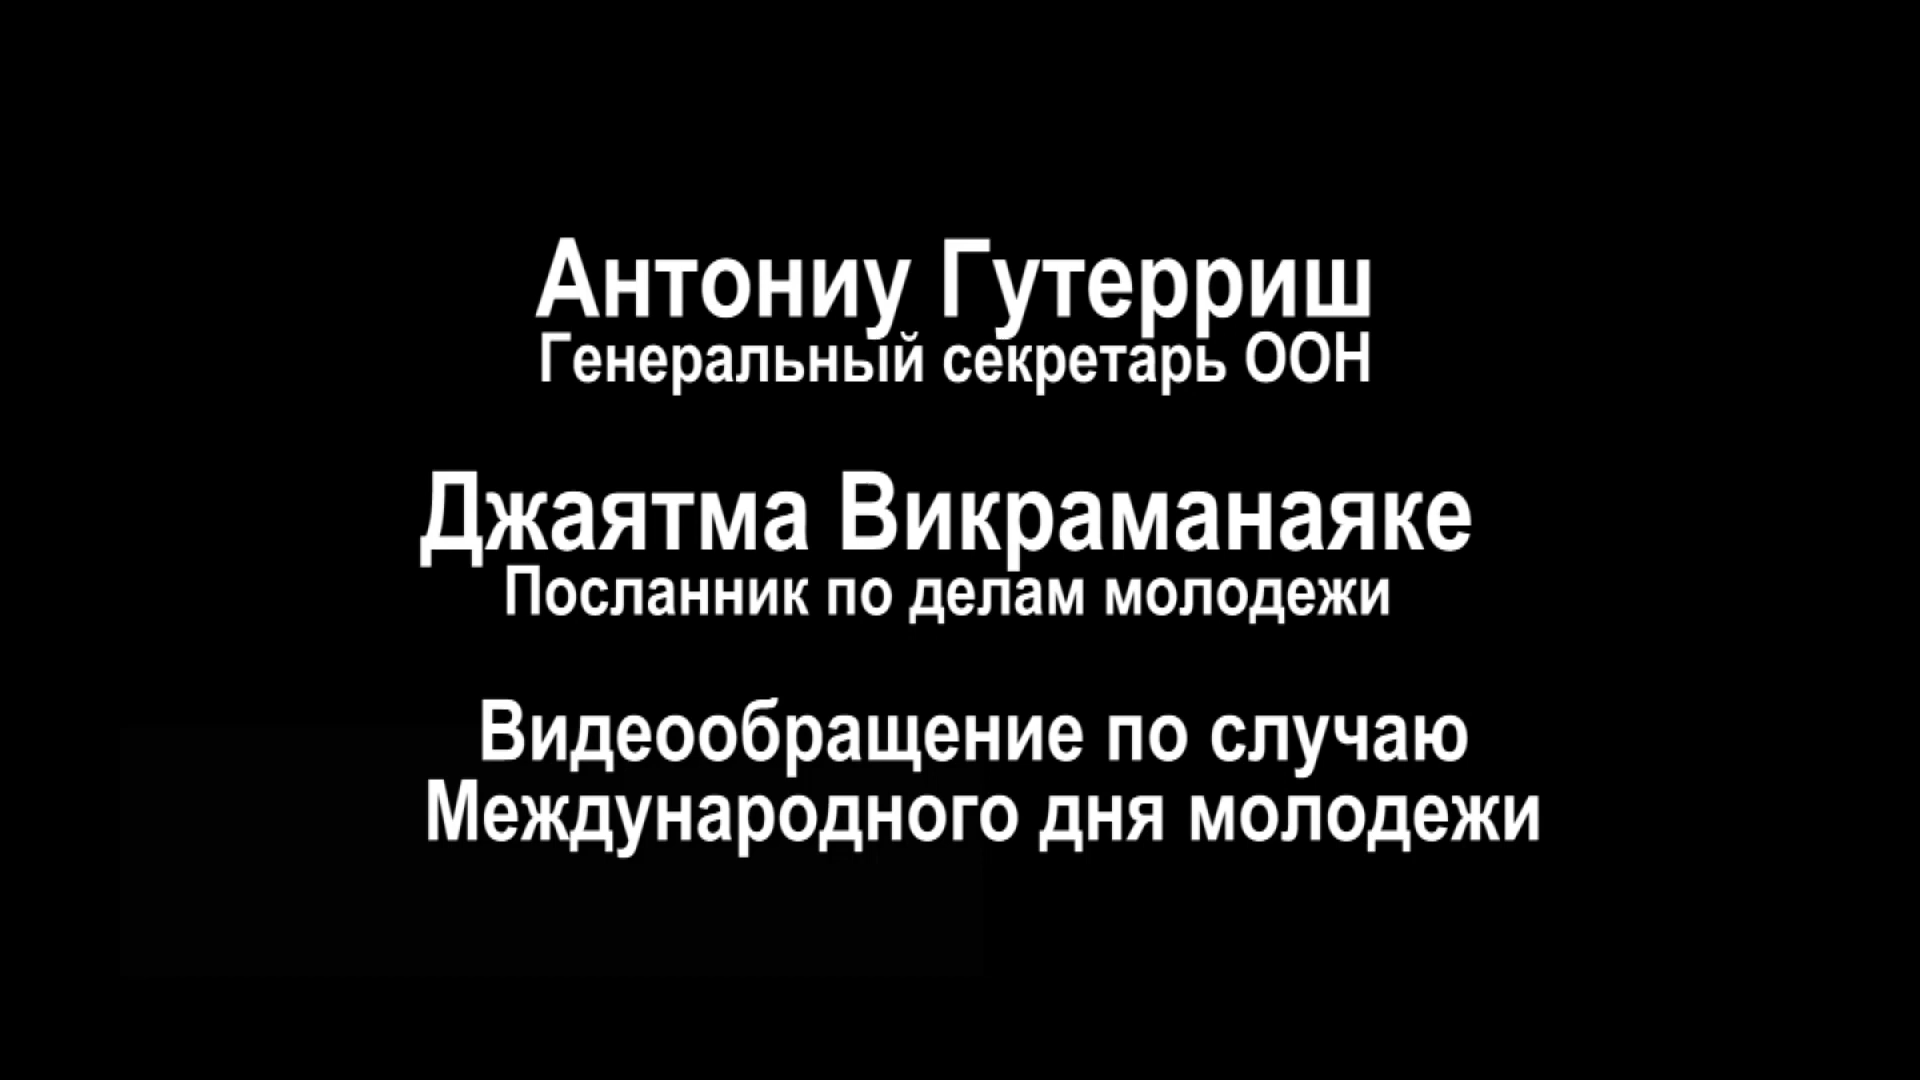 Антониу Гутерриш
Генеральный секретарь ООН
Джаятма Викраманаяке
Посланник по делам молодежи
Видеообращение по случаю
Международного дня молодежи